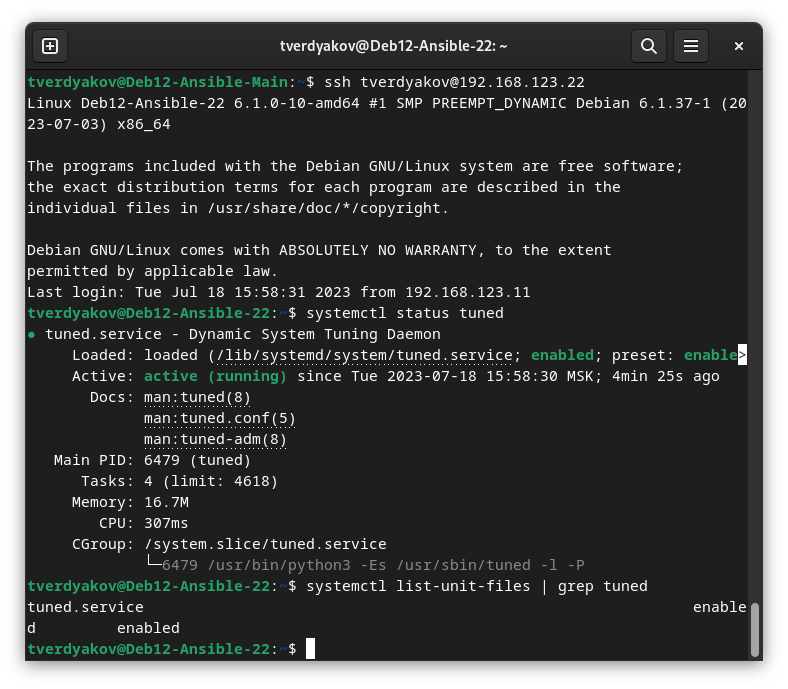 tverdyakov@Deb12-Ansible-22: ~
tverdyakov@Deb12-Ansible-Main:~$ ssh tverdyakov@192.168.123.22
Linux Deb12-Ansible-22 6.1.0-10-amd64 #1 SMP PREEMPT_DYNAMIC Debian 6.1.37-1 (20
23-07-03) x86_64
The programs included with the Debian GNU/Linux system are free software;
the exact distribution terms for each program are described in the
individual files in /usr/share/doc/*/copyright.
Debian GNU/Linux comes with ABSOLUTELY NO WARRANTY, to the extent
permitted by applicable law.
Last login: Tue Jul 18 15:58:31 2023 from 192.168.123.11
tverdyakov@Deb12-Ansible-22:~$ systemctl status tuned
● tuned.service - Dynamic System Tuning Daemon
     Loaded: loaded (/lib/systemd/system/tuned.service; enabled; preset: enable>
     Active: active (running) since Tue 2023-07-18 15:58:30 MSK; 4min 25s ago
       Docs: man:tuned(8)
             man:tuned.conf(5)
             man:tuned-adm(8)
   Main PID: 6479 (tuned)
      Tasks: 4 (limit: 4618)
     Memory: 16.7M
        CPU: 307ms
     CGroup: /system.slice/tuned.service
             └─6479 /usr/bin/python3 -Es /usr/sbin/tuned -l -P
tverdyakov@Deb12-Ansible-22:~$ systemctl list-unit-files | grep tuned
tuned.service                                                             enable
d         enabled
tverdyakov@Deb12-Ansible-22:~$